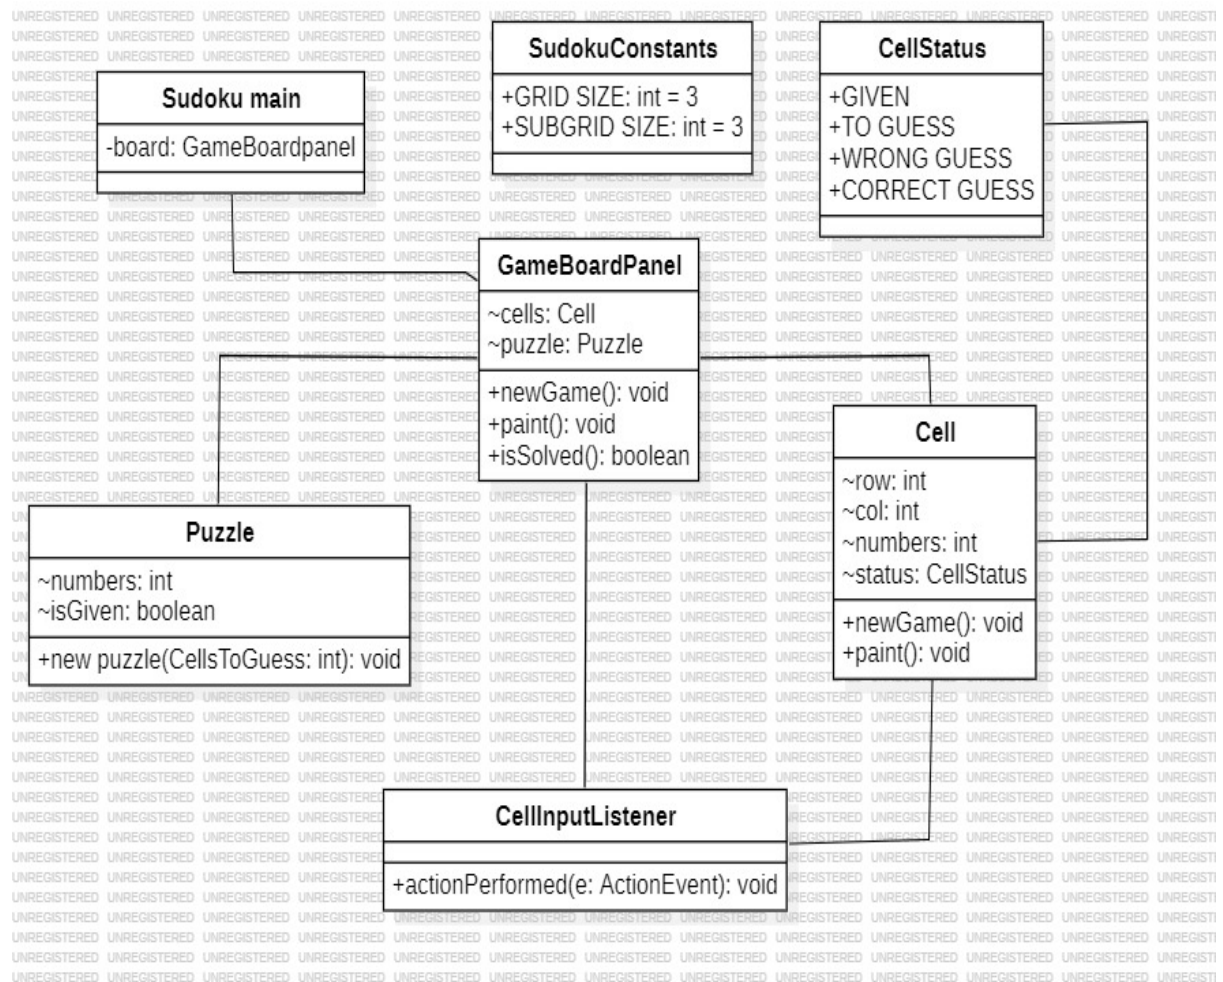 Sudoku main
-board: GameBoardpanel
SudokuConstants
+GRID SIZE: int = 3
+SUBGRID SIZE: int = 3
CellStatus
+GIVEN
+TO GUESS
+WRONG GUESS
+CORRECT GUESS
GameBoardPanel
~cells: Cell
~puzzle: Puzzle
+newGame(): void
+paint(): void
+isSolved(): boolean
Cell
~row: int
~col: int
~numbers: int
~status: CellStatus
+newGame(): void
+paint(): void
Puzzle
~numbers: int
~isGiven: boolean
+new puzzle(CellsToGuess: int): void
CellInputListener
+actionPerformed(e: ActionEvent): void
UNREGISTERED